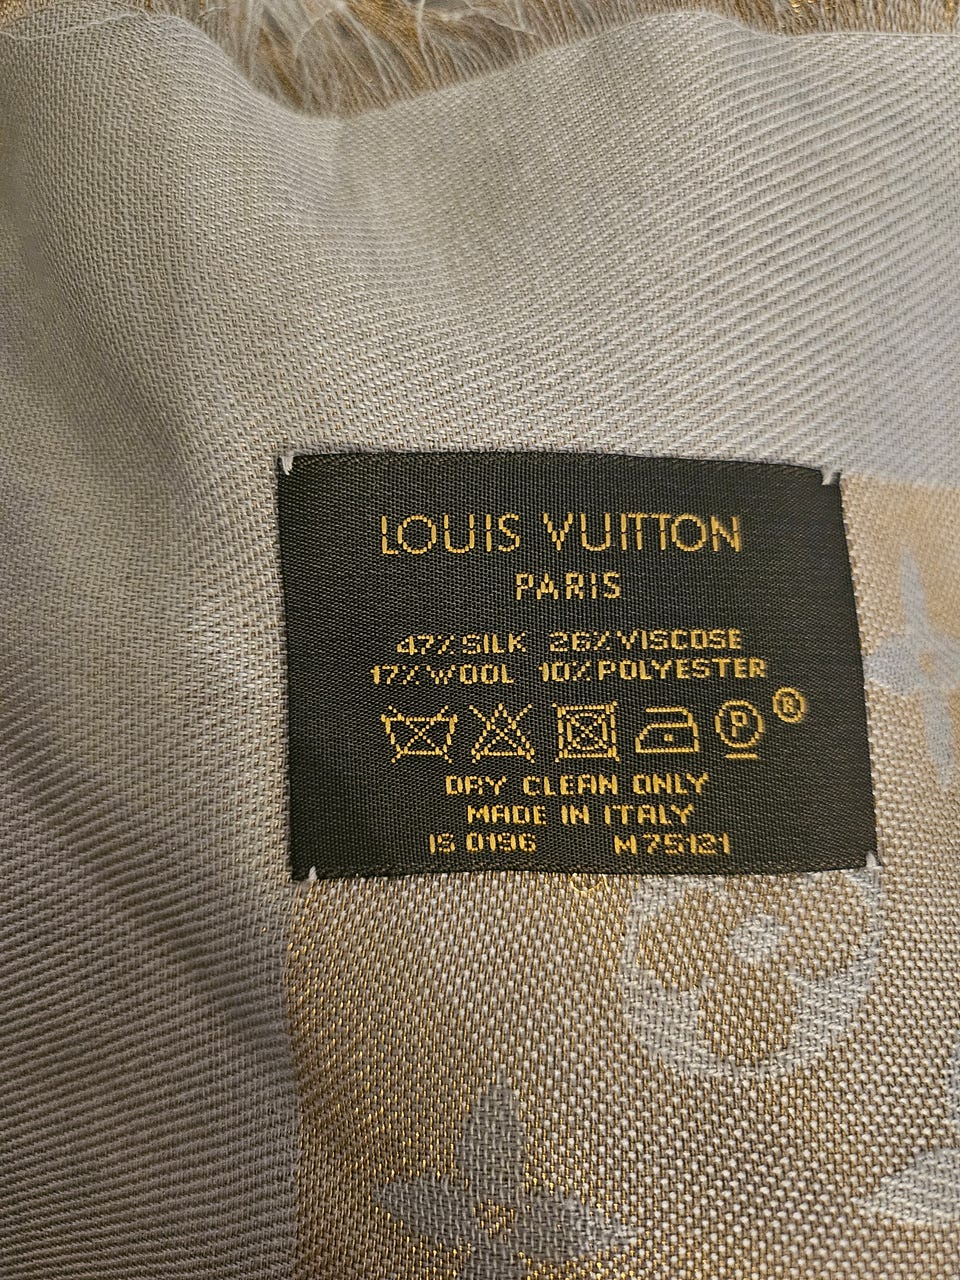 LOUIS VUITTON
PARIS
47% SILK 26% VISCOSE
17% WOOL 10% POLYESTER
P ®
DRY CLEAN ONLY
MADE IN ITALY
IS 0196 M75121